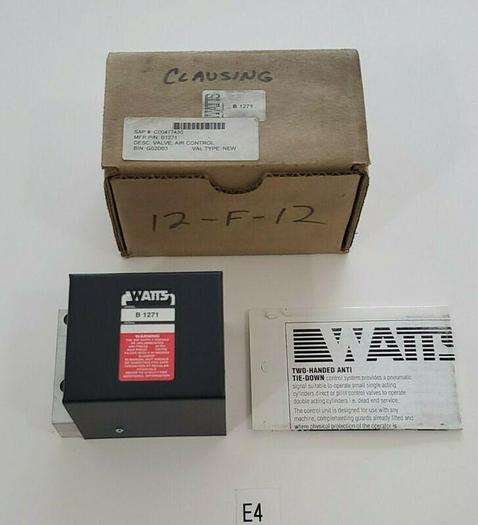 CLAUSING
WATTS
B 1271
SAP #: C00477430
MFR P/N: B1271
DESC: VALVE; AIR CONTROL
BIN: G02D03 VAL TYPE: NEW
12-F-12
WATTS
B 1271
WARNING
WATTS
TWO-HANDED ANTI
TIE-DOWN control system provides a pneumatic
signal suitable to operate small single acting
cylinders direct or pilot control valves to operate
double acting cylinders i.e. dead end service.
The control unit is designed for use with any
machine, complementing guards already fitted and
where physical protection of the operator is
E4